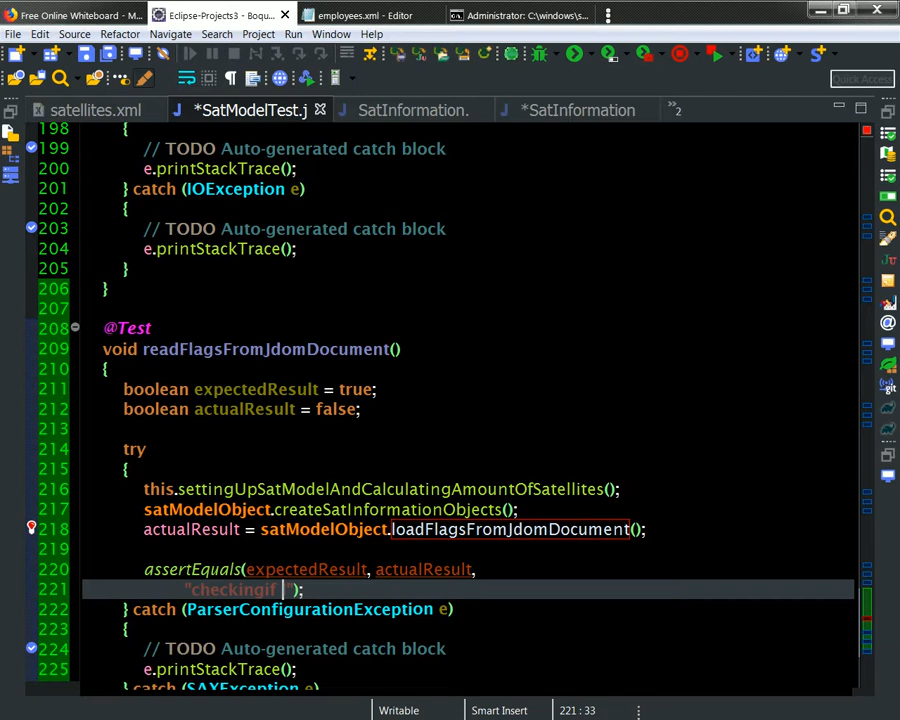 Free Online Whiteboard - M...
Eclipse-Projects3 - Boqu...
employees.xml - Editor
Administrator: C:\windows\s...
File Edit Source Refactor Navigate Search Project Run Window Help
Quick Access
satellites.xml
*SatModelTest.j
SatInformation.
*SatInformation
»2
198 {
199 // TODO Auto-generated catch block
200 e.printStackTrace();
201 } catch (IOException e)
202 {
203 // TODO Auto-generated catch block
204 e.printStackTrace();
205 }
206 }
207
208 @Test
209 void readFlagsFromJdomDocument()
210 {
211 boolean expectedResult = true;
212 boolean actualResult = false;
213
214 try
215 {
216 this.settingUpSatModelAndCalculatingAmountOfSatellites();
217 satModelObject.createSatInformationObjects();
218 actualResult = satModelObject.loadFlagsFromJdomDocument();
219
220 assertEquals(expectedResult, actualResult,
221 "checkingif ");
222 } catch (ParserConfigurationException e)
223 {
224 // TODO Auto-generated catch block
225 e.printStackTrace();
} catch (SAXException e)
Writable
Smart Insert
221 : 33